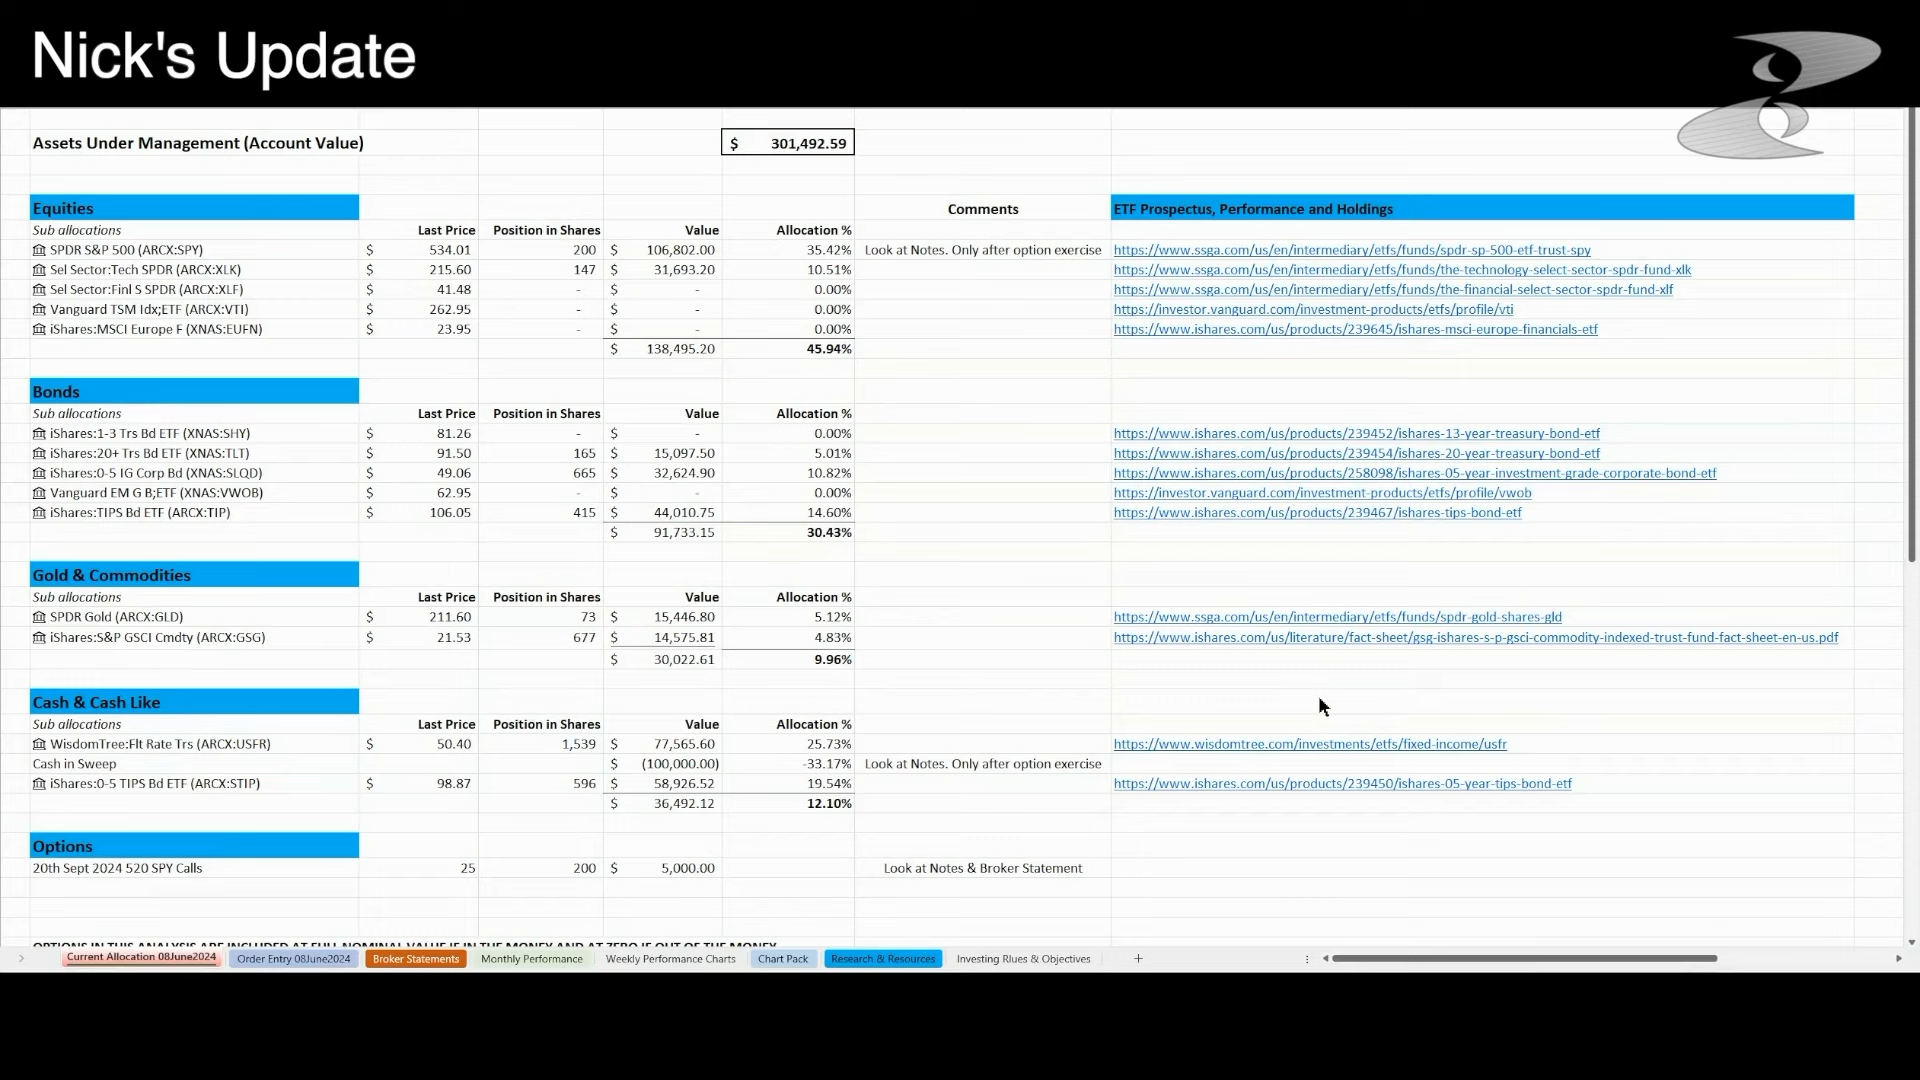 Nick's Update
Assets Under Management (Account Value) $ 301,492.59
Equities Comments ETF Prospectus, Performance and Holdings
Sub allocations Last Price Position in Shares Value Allocation %
SPDR S&P 500 (ARCX:SPY) $ 534.01 200 $ 106,802.00 35.42% Look at Notes. Only after option exercise https://www.ssga.com/us/en/intermediary/etfs/funds/spdr-sp-500-etf-trust-spy
Sel Sector:Tech SPDR (ARCX:XLK) $ 215.60 147 $ 31,693.20 10.51% https://www.ssga.com/us/en/intermediary/etfs/funds/the-technology-select-sector-spdr-fund-xlk
Sel Sector:Finl S SPDR (ARCX:XLF) $ 41.48 - $ - 0.00% https://www.ssga.com/us/en/intermediary/etfs/funds/the-financial-select-sector-spdr-fund-xlf
Vanguard TSM Idx;ETF (ARCX:VTI) $ 262.95 - $ - 0.00% https://investor.vanguard.com/investment-products/etfs/profile/vti
iShares:MSCI Europe F (XNAS:EUFN) $ 23.95 - $ - 0.00% https://www.ishares.com/us/products/239645/ishares-msci-europe-financials-etf
$ 138,495.20 45.94%
Bonds
Sub allocations Last Price Position in Shares Value Allocation %
iShares:1-3 Trs Bd ETF (XNAS:SHY) $ 81.26 - $ - 0.00% https://www.ishares.com/us/products/239452/ishares-13-year-treasury-bond-etf
iShares:20+ Trs Bd ETF (XNAS:TLT) $ 91.50 165 $ 15,097.50 5.01% https://www.ishares.com/us/products/239454/ishares-20-year-treasury-bond-etf
iShares:0-5 IG Corp Bd (XNAS:SLQD) $ 49.06 665 $ 32,624.90 10.82% https://www.ishares.com/us/products/258098/ishares-05-year-investment-grade-corporate-bond-etf
Vanguard EM G B;ETF (XNAS:VWOB) $ 62.95 - $ - 0.00% https://investor.vanguard.com/investment-products/etfs/profile/vwob
iShares:TIPS Bd ETF (ARCX:TIP) $ 106.05 415 $ 44,010.75 14.60% https://www.ishares.com/us/products/239467/ishares-tips-bond-etf
$ 91,733.15 30.43%
Gold & Commodities
Sub allocations Last Price Position in Shares Value Allocation %
SPDR Gold (ARCX:GLD) $ 211.60 73 $ 15,446.80 5.12% https://www.ssga.com/us/en/intermediary/etfs/funds/spdr-gold-shares-gld
iShares:S&P GSCI Cmdty (ARCX:GSG) $ 21.53 677 $ 14,575.81 4.83% https://www.ishares.com/us/literature/fact-sheet/gsg-ishares-s-p-gsci-commodity-indexed-trust-fund-fact-sheet-en-us.pdf
$ 30,022.61 9.96%
Cash & Cash Like
Sub allocations Last Price Position in Shares Value Allocation %
WisdomTree:Flt Rate Trs (ARCX:USFR) $ 50.40 1,539 $ 77,565.60 25.73% https://www.wisdomtree.com/investments/etfs/fixed-income/usfr
Cash in Sweep $ (100,000.00) -33.17% Look at Notes. Only after option exercise
iShares:0-5 TIPS Bd ETF (ARCX:STIP) $ 98.87 596 $ 58,926.52 19.54% https://www.ishares.com/us/products/239450/ishares-05-year-tips-bond-etf
$ 36,492.12 12.10%
Options
20th Sept 2024 520 SPY Calls 25 200 $ 5,000.00 Look at Notes & Broker Statement
OPTIONS IN THIS ANALYSIS ARE INCLUDED AT FULL NOMINAL VALUE IF IN THE MONEY AND AT ZERO IF OUT OF THE MONEY
Current Allocation 08June2024 Order Entry 08June2024 Broker Statements Monthly Performance Weekly Performance Charts Chart Pack Research & Resources Investing Rlues & Objectives